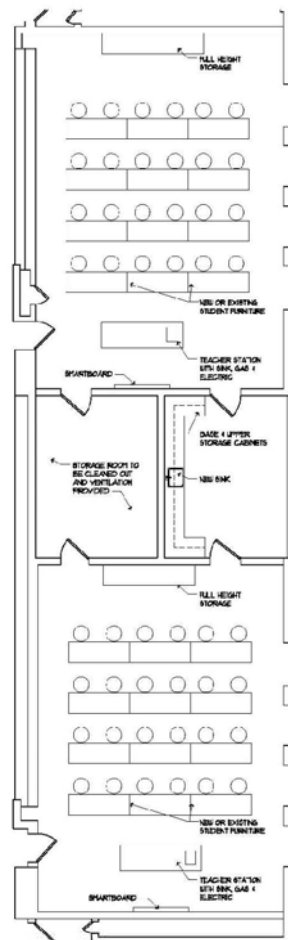 FULL HEIGHT
STORAGE
NEW OR EXISTING
STUDENT FURNITURE
TEACHER STATION
WITH SINK, GAS &
ELECTRIC
SMARTBOARD
BASE & UPPER
STORAGE CABINETS
STORAGE ROOM TO
BE CLEANED OUT
AND VENTILATION
PROVIDED
NEW SINK
FULL HEIGHT
STORAGE
NEW OR EXISTING
STUDENT FURNITURE
TEACHER STATION
WITH SINK, GAS &
ELECTRIC
SMARTBOARD